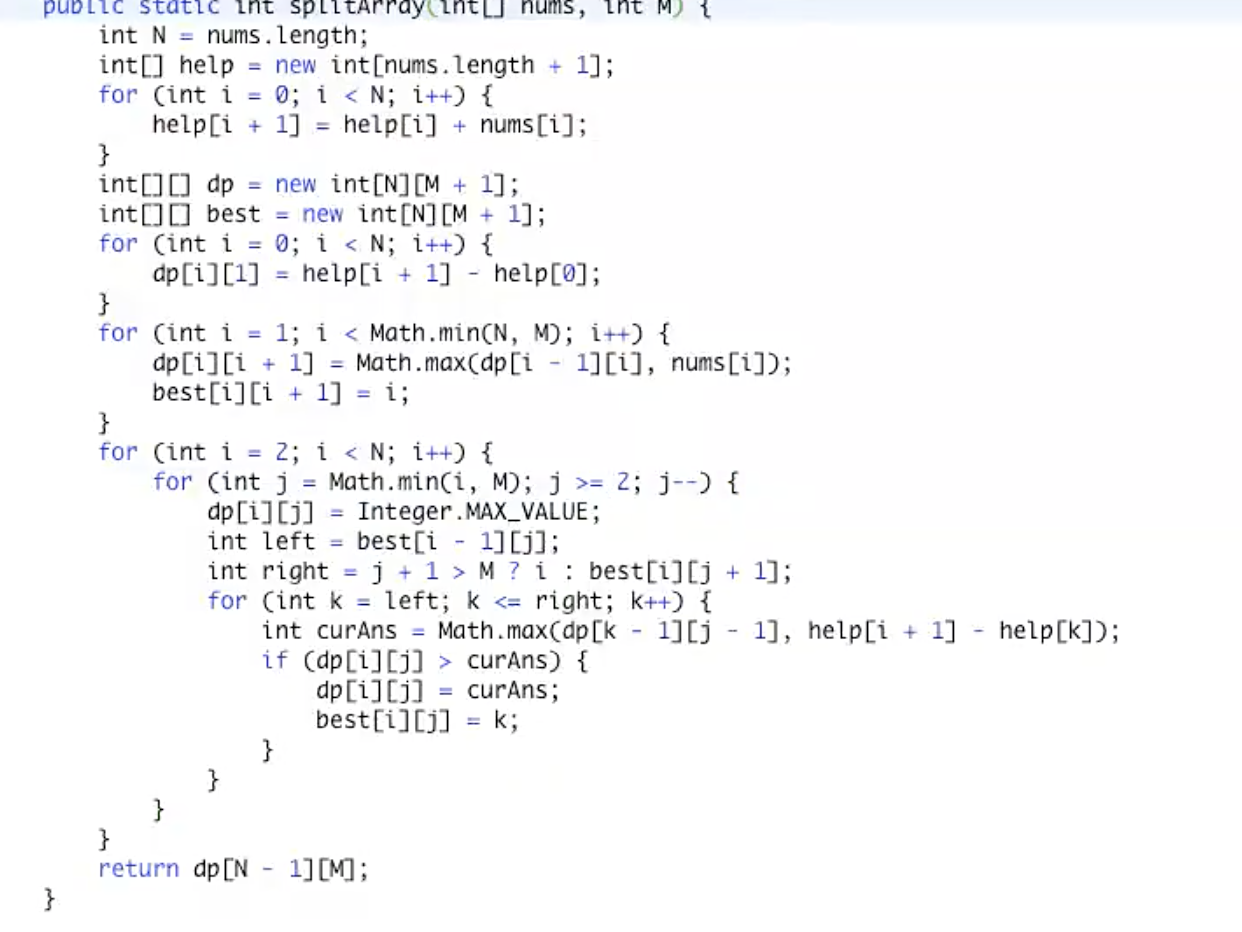 public static int splitArray(int[] nums, int M) {
    int N = nums.length;
    int[] help = new int[nums.length + 1];
    for (int i = 0; i < N; i++) {
        help[i + 1] = help[i] + nums[i];
    }
    int[][] dp = new int[N][M + 1];
    int[][] best = new int[N][M + 1];
    for (int i = 0; i < N; i++) {
        dp[i][1] = help[i + 1] - help[0];
    }
    for (int i = 1; i < Math.min(N, M); i++) {
        dp[i][i + 1] = Math.max(dp[i - 1][i], nums[i]);
        best[i][i + 1] = i;
    }
    for (int i = 2; i < N; i++) {
        for (int j = Math.min(i, M); j >= 2; j--) {
            dp[i][j] = Integer.MAX_VALUE;
            int left = best[i - 1][j];
            int right = j + 1 > M ? i : best[i][j + 1];
            for (int k = left; k <= right; k++) {
                int curAns = Math.max(dp[k - 1][j - 1], help[i + 1] - help[k]);
                if (dp[i][j] > curAns) {
                    dp[i][j] = curAns;
                    best[i][j] = k;
                }
            }
        }
    }
    return dp[N - 1][M];
}